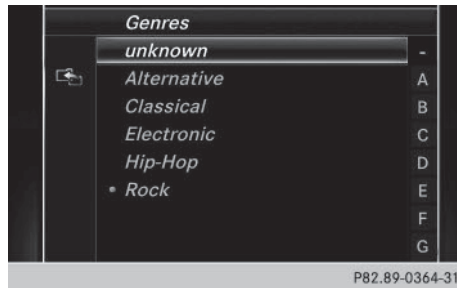 Genres
unknown -
Alternative A
Classical B
Electronic C
Hip-Hop D
• Rock E
F
G
P82.89-0364-31